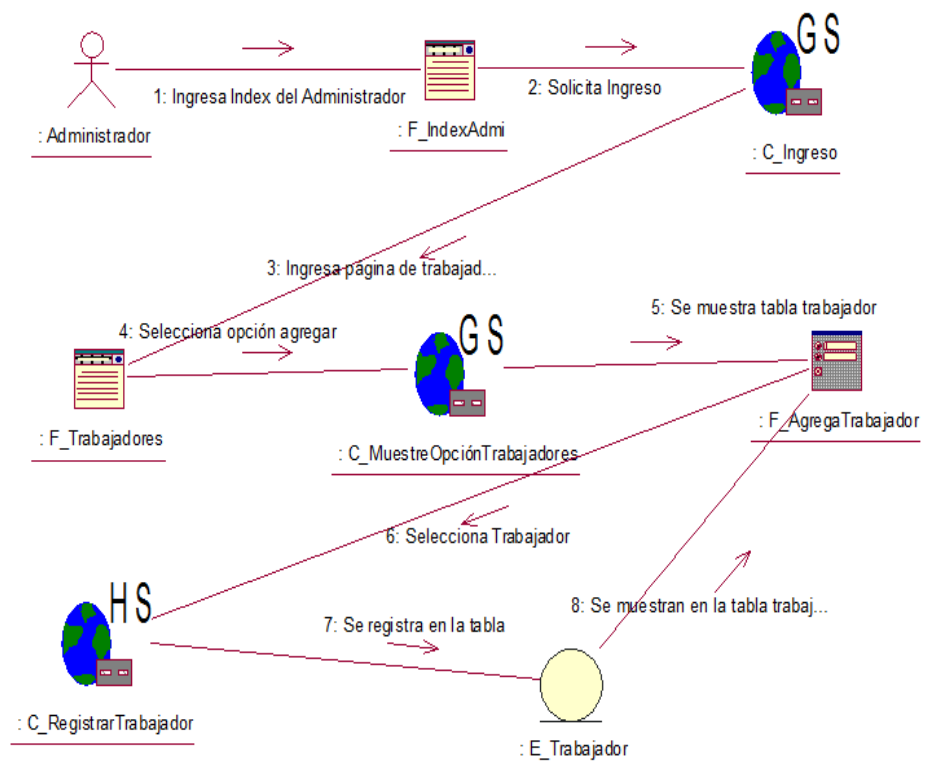 GS
1: Ingresa Index del Administrador
2: Solicita Ingreso
: Administrador
: F_IndexAdmi
: C_Ingreso
3: Ingresa página de trabajad...
4: Selecciona opción agregar
GS
5: Se muestra tabla trabajador
: F_Trabajadores
: C_MuestreOpciónTrabajadores
: F_AgregaTrabajador
6: Selecciona Trabajador
HS
7: Se registra en la tabla
8: Se muestran en la tabla trabaj...
: C_RegistrarTrabajador
: E_Trabajador